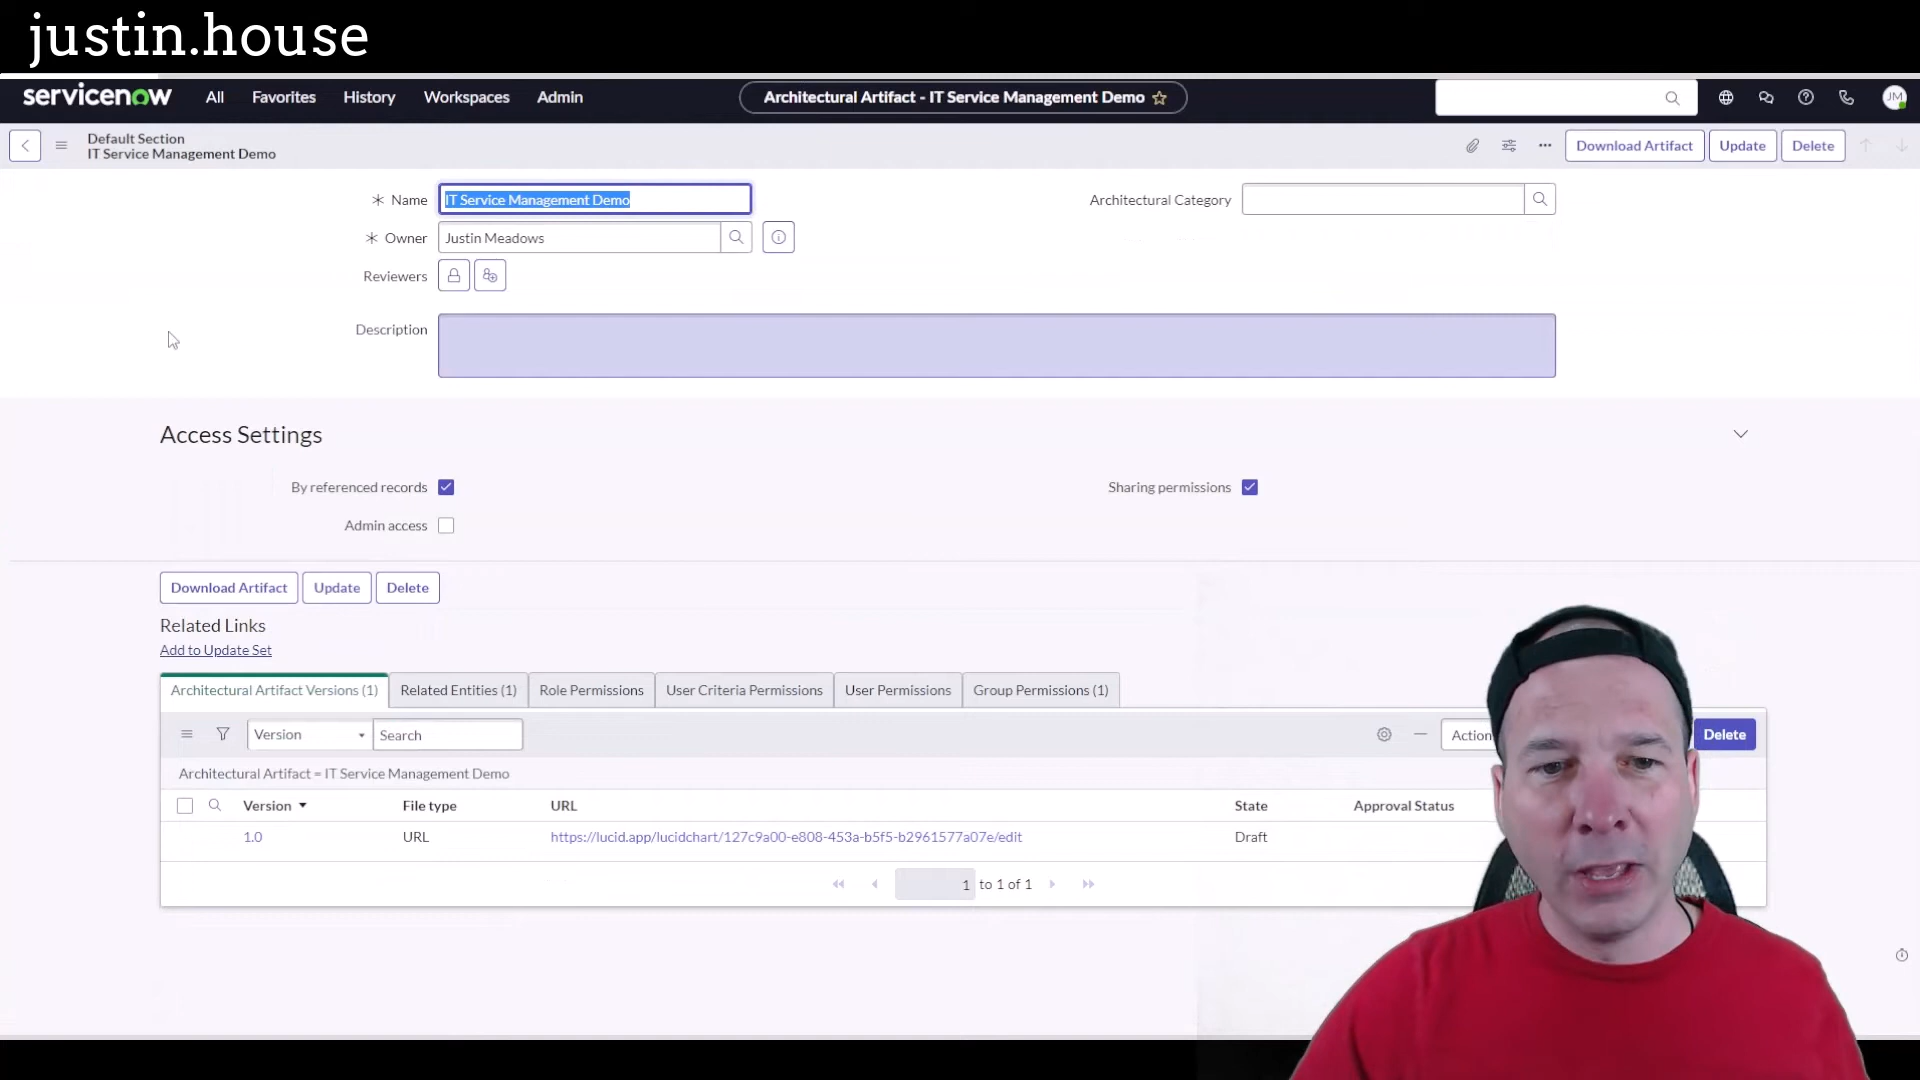 justin.house
servicenow All Favorites History Workspaces Admin Architectural Artifact - IT Service Management Demo JM
Default Section
IT Service Management Demo
Download Artifact Update Delete
Name IT Service Management Demo Architectural Category
Owner Justin Meadows
Reviewers
Description
Access Settings
By referenced records Sharing permissions
Admin access
Download Artifact Update Delete
Related Links
Add to Update Set
Architectural Artifact Versions (1) Related Entities (1) Role Permissions User Criteria Permissions User Permissions Group Permissions (1)
Version Search Action Delete
Architectural Artifact = IT Service Management Demo
Version File type URL State Approval Status
1.0 URL https://lucid.app/lucidchart/127c9a00-e808-453a-b5f5-b2961577a07e/edit Draft
1 to 1 of 1